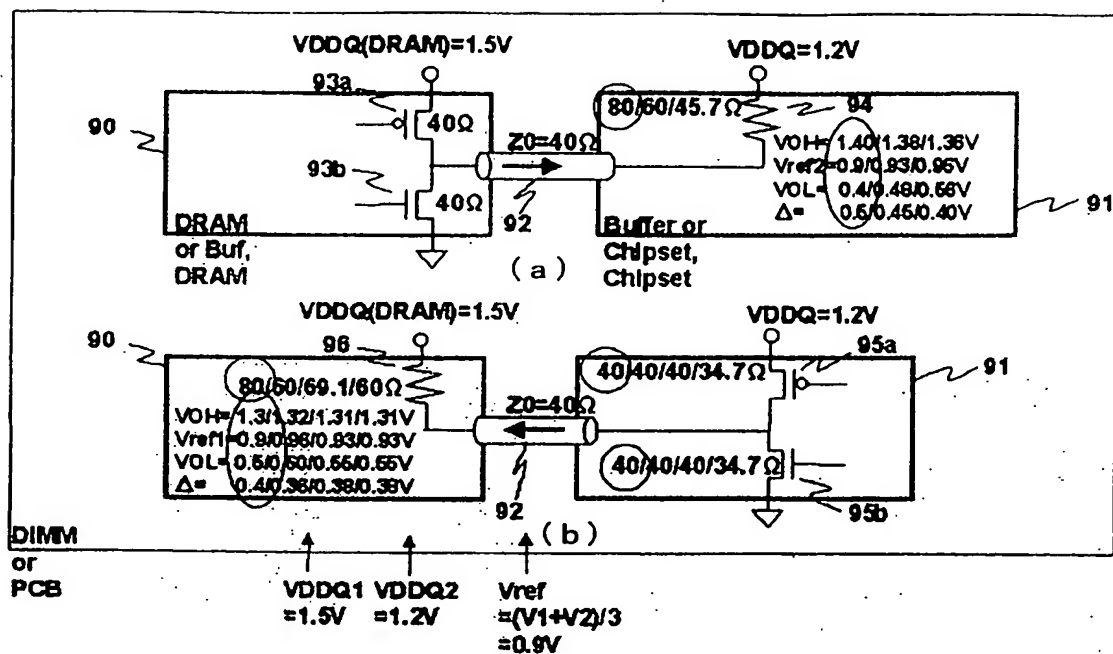 VDDQ(DRAM)=1.5V
VDDQ=1.2V
93a
90
40Ω
80/60/45.7Ω
94
Z0=40Ω
VOH= 1.40/1.38/1.36V
Vref2=0.9/0.93/0.95V
93b
VOL= 0.4/0.48/0.56V
40Ω
Δ= 0.5/0.45/0.40V
91
DRAM
or Buf,
DRAM
92
Buffer or
Chipset,
Chipset
(a)
VDDQ(DRAM)=1.5V
VDDQ=1.2V
90
96
95a
91
80/60/69.1/60Ω
40/40/40/34.7Ω
VOH= 1.3/1.32/1.31/1.31V
Z0=40Ω
Vref1=0.9/0.96/0.93/0.93V
VOL= 0.5/0.60/0.55/0.55V
40/40/40/34.7Ω
Δ= 0.4/0.36/0.38/0.38V
92
95b
(b)
DIMM
or
PCB
VDDQ1
=1.5V
VDDQ2
=1.2V
Vref
=(V1+V2)/3
=0.9V